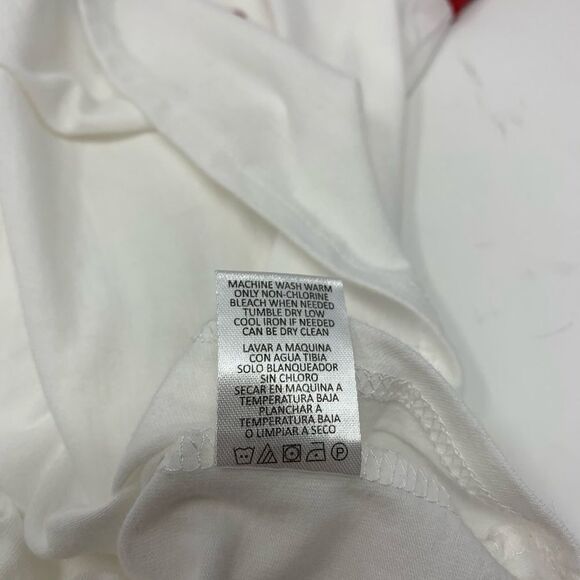 MACHINE WASH WARM
ONLY NON-CHLORINE
BLEACH WHEN NEEDED
TUMBLE DRY LOW
COOL IRON IF NEEDED
CAN BE DRY CLEAN
LAVAR A MAQUINA
CON AGUA TIBIA
SOLO BLANQUEADOR
SIN CHLORO
SECAR EN MAQUINA A
TEMPERATURA BAJA
PLANCHAR A
TEMPERATURA BAJA
O LIMPIAR A SECO
P